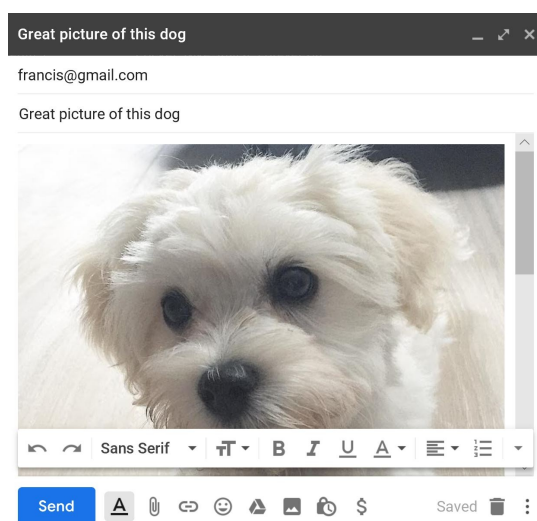 Great picture of this dog
francis@gmail.com
Great picture of this dog
Sans Serif
B I U A
Send A Saved